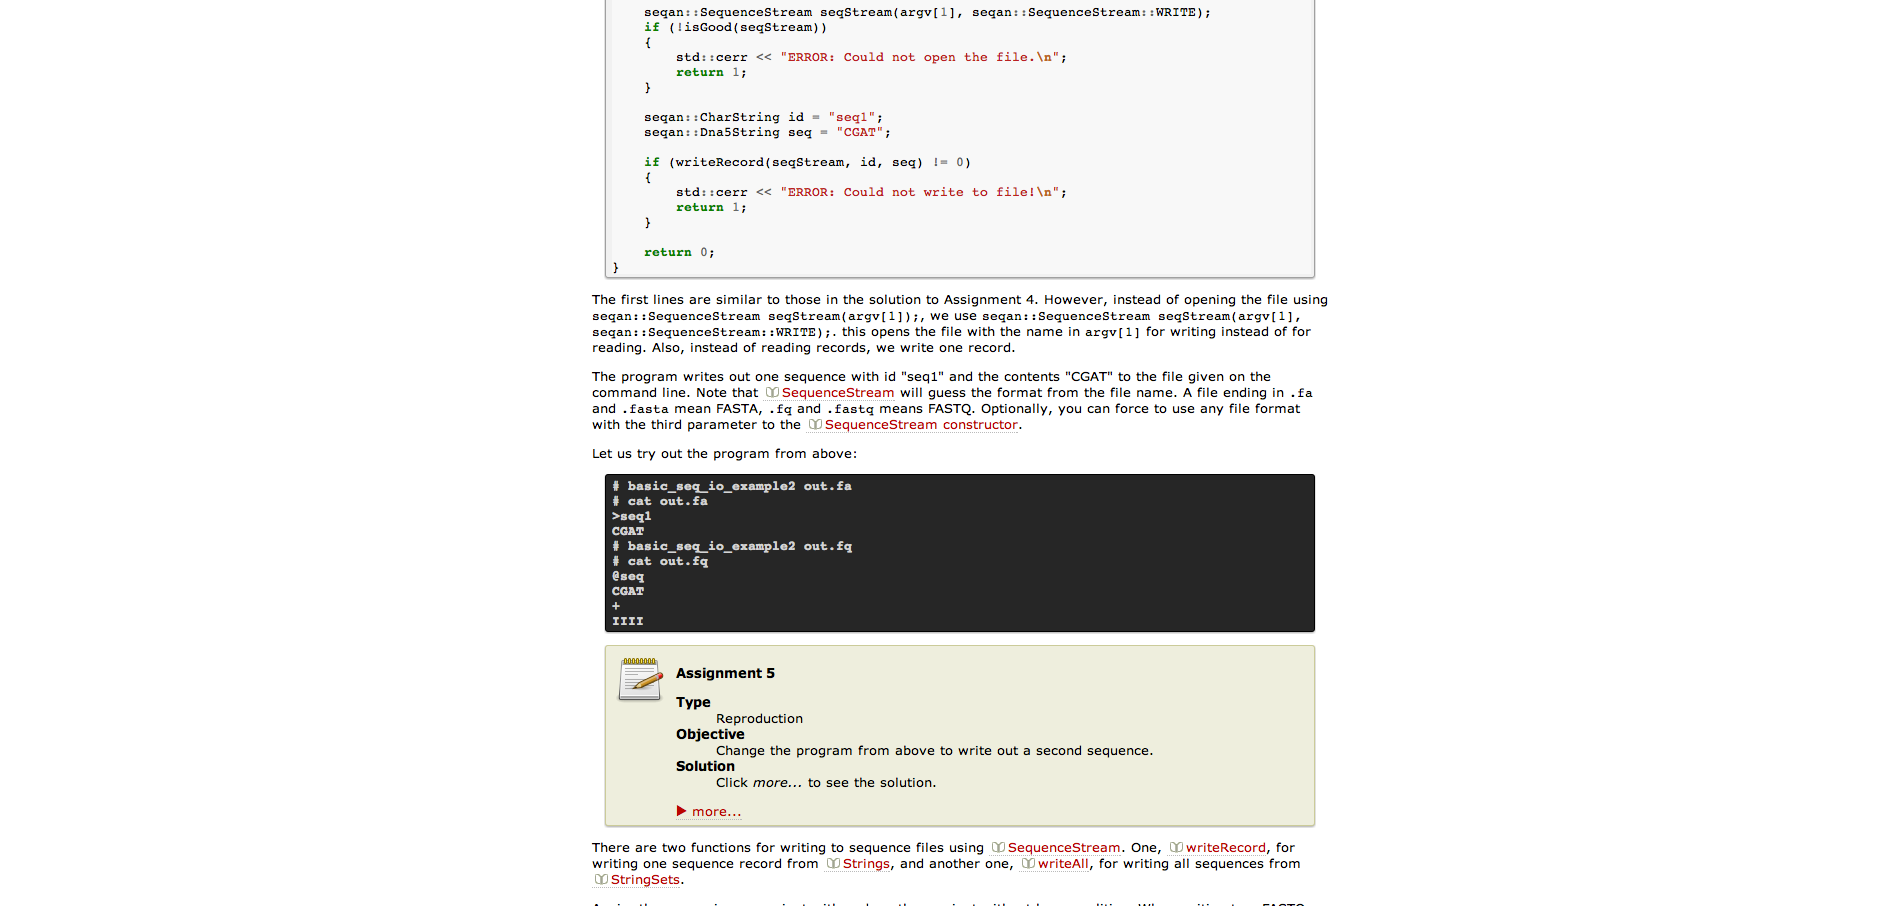 seqan::SequenceStream seqStream(argv[1], seqan::SequenceStream::WRITE);
if (!isGood(seqStream))
{
std::cerr << "ERROR: Could not open the file.\n";
return 1;
}
seqan::CharString id = "seq1";
seqan::Dna5String seq = "CGAT";
if (writeRecord(seqStream, id, seq) != 0)
{
std::cerr << "ERROR: Could not write to file!\n";
return 1;
}
return 0;
}
The first lines are similar to those in the solution to Assignment 4. However, instead of opening the file using
seqan::SequenceStream seqStream(argv[1]);, we use seqan::SequenceStream seqStream(argv[1],
seqan::SequenceStream::WRITE);. this opens the file with the name in argv[1] for writing instead of for
reading. Also, instead of reading records, we write one record.
The program writes out one sequence with id "seq1" and the contents "CGAT" to the file given on the
command line. Note that SequenceStream will guess the format from the file name. A file ending in .fa
and .fasta mean FASTA, .fq and .fastq means FASTQ. Optionally, you can force to use any file format
with the third parameter to the SequenceStream constructor.
Let us try out the program from above:
# basic_seq_io_example2 out.fa
# cat out.fa
>seq1
CGAT
# basic_seq_io_example2 out.fq
# cat out.fq
@seq
CGAT
+
IIII
Assignment 5
Type
Reproduction
Objective
Change the program from above to write out a second sequence.
Solution
Click more... to see the solution.
more...
There are two functions for writing to sequence files using SequenceStream. One, writeRecord, for
writing one sequence record from Strings, and another one, writeAll, for writing all sequences from
StringSets.